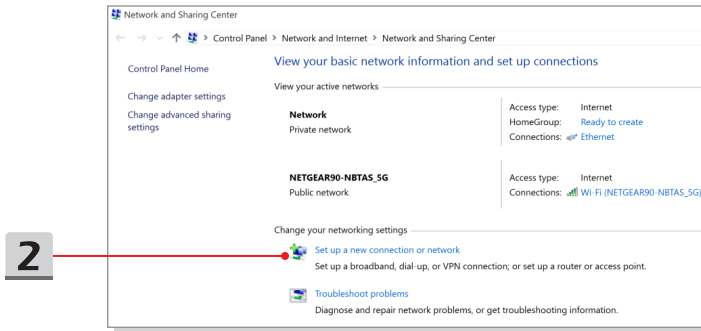 Network and Sharing Center
Control Panel > Network and Internet > Network and Sharing Center
Control Panel Home
Change adapter settings
Change advanced sharing
settings
View your basic network information and set up connections
View your active networks
Network
Private network
Access type: Internet
HomeGroup: Ready to create
Connections: Ethernet
NETGEAR90-NBTAS_5G
Public network
Access type: Internet
Connections: Wi-Fi (NETGEAR90-NBTAS_5G)
Change your networking settings
2
Set up a new connection or network
Set up a broadband, dial-up, or VPN connection; or set up a router or access point.
Troubleshoot problems
Diagnose and repair network problems, or get troubleshooting information.